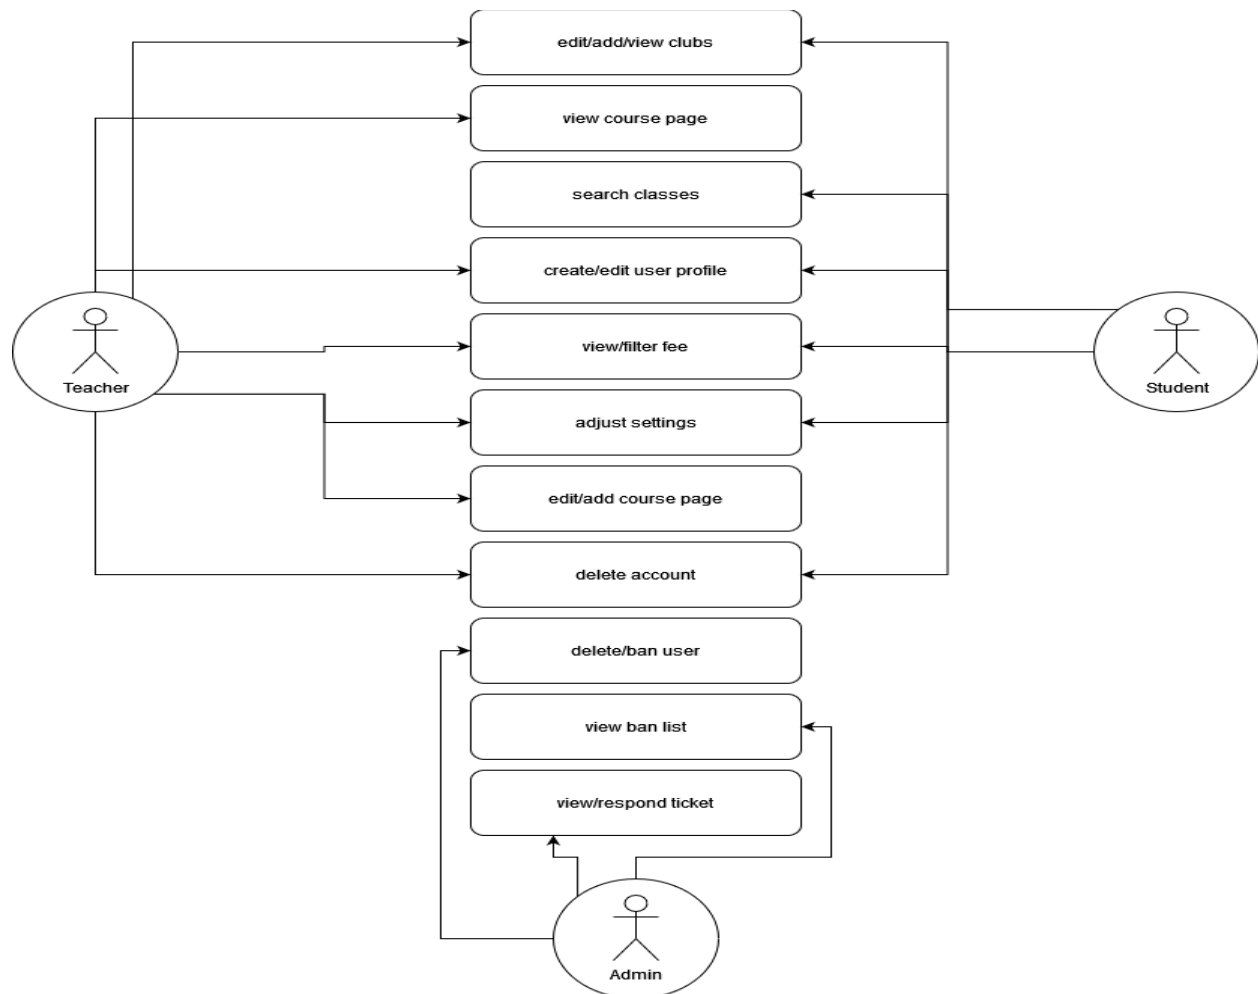 edit/add/view clubs
view course page
search classes
create/edit user profile
view/filter fee
Teacher
Student
adjust settings
edit/add course page
delete account
delete/ban user
view ban list
view/respond ticket
Admin